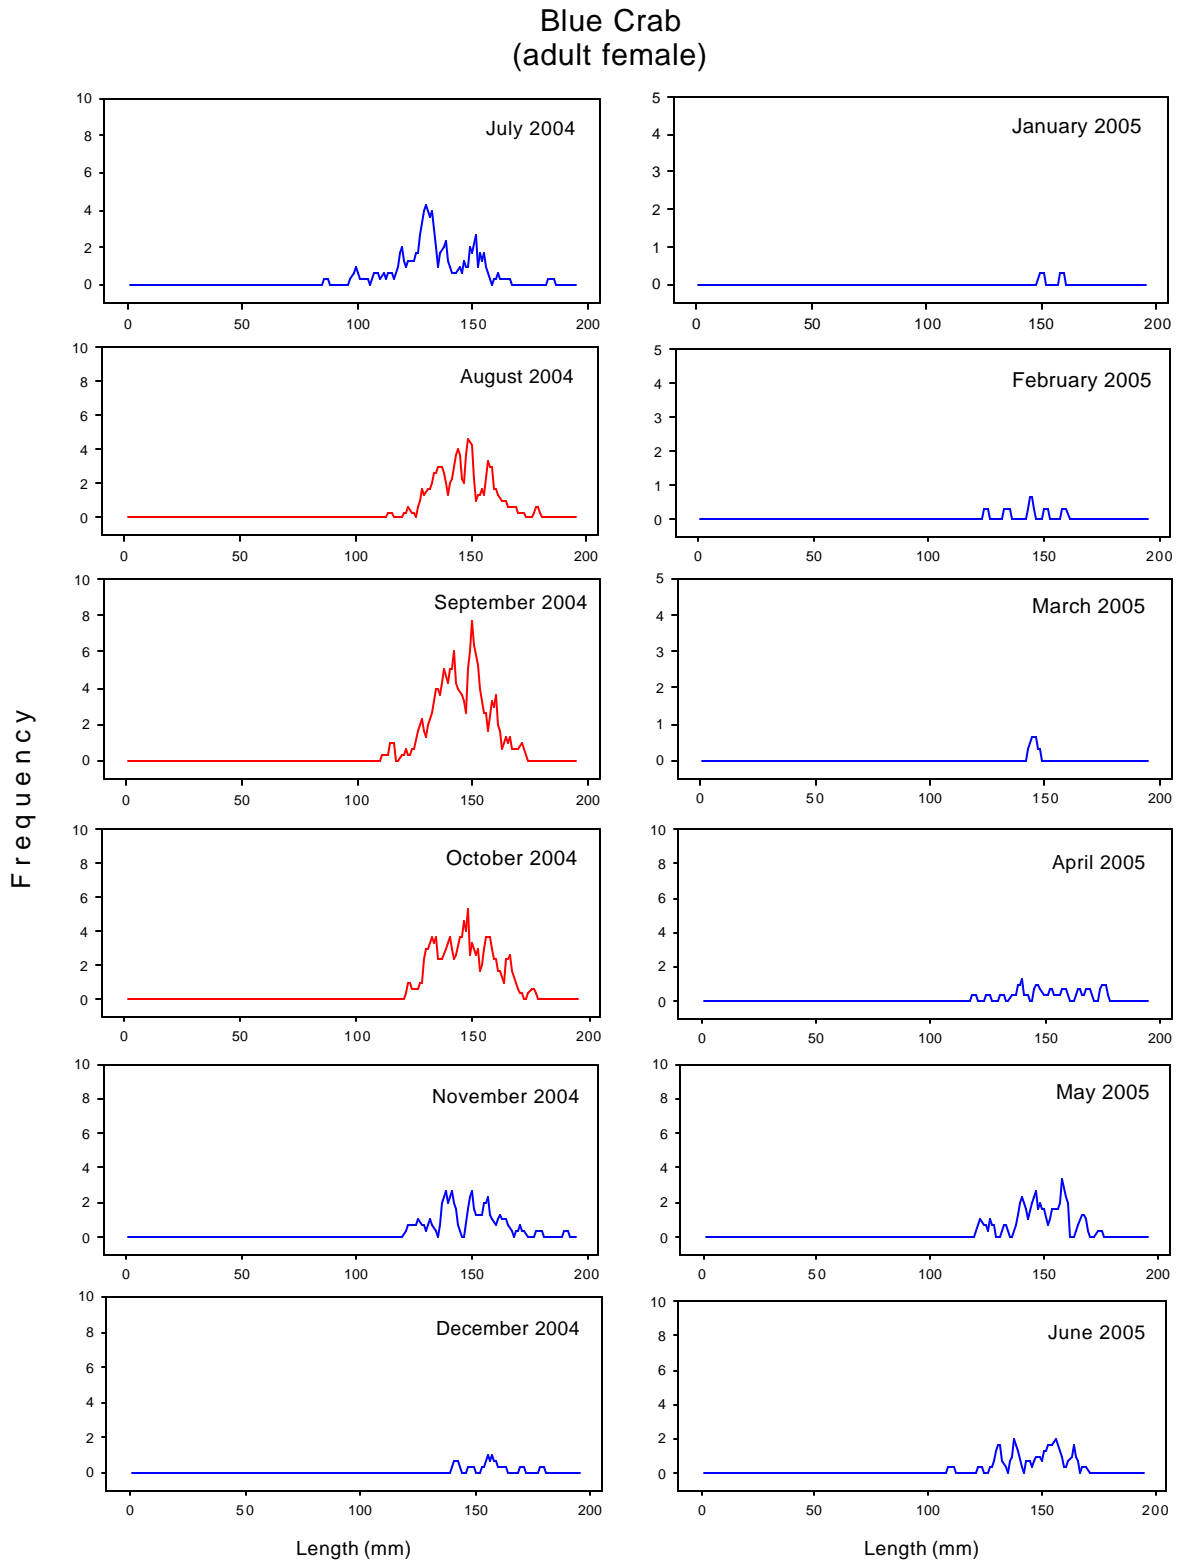 Blue Crab
(adult female)
Frequency
July 2004
10
8
6
4
2
0
0 50 100 150 200
August 2004
10
8
6
4
2
0
0 50 100 150 200
September 2004
10
8
6
4
2
0
0 50 100 150 200
October 2004
10
8
6
4
2
0
0 50 100 150 200
November 2004
10
8
6
4
2
0
0 50 100 150 200
December 2004
10
8
6
4
2
0
0 50 100 150 200
Length (mm)
January 2005
5
4
3
2
1
0
0 50 100 150 200
February 2005
5
4
3
2
1
0
0 50 100 150 200
March 2005
5
4
3
2
1
0
0 50 100 150 200
April 2005
10
8
6
4
2
0
0 50 100 150 200
May 2005
10
8
6
4
2
0
0 50 100 150 200
June 2005
10
8
6
4
2
0
0 50 100 150 200
Length (mm)